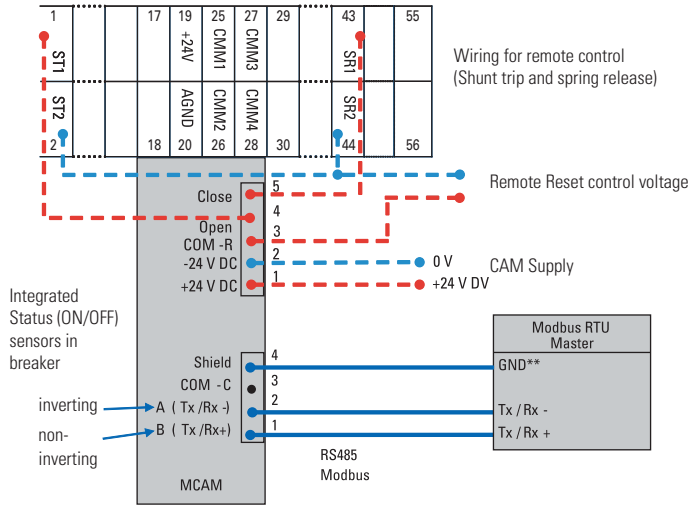 1 17 19 25 27 29 43 55
ST1 +24V CMM1 CMM3 SR1
Wiring for remote control
(Shunt trip and spring release)
ST2 AGND CMM2 CMM4 SR2
2 18 20 26 28 30 44 56
Remote Reset control voltage
Close 5
4
Open
COM -R 3
-24 V DC 2 0 V
+24 V DC 1 +24 V DV
CAM Supply
Integrated
Status (ON/OFF)
sensors in
breaker
Modbus RTU
Master
Shield 4 GND**
COM - C 3
inverting A ( Tx /Rx -) 2 Tx / Rx -
non-
inverting
B ( Tx /Rx+) 1 Tx / Rx +
RS485
Modbus
MCAM